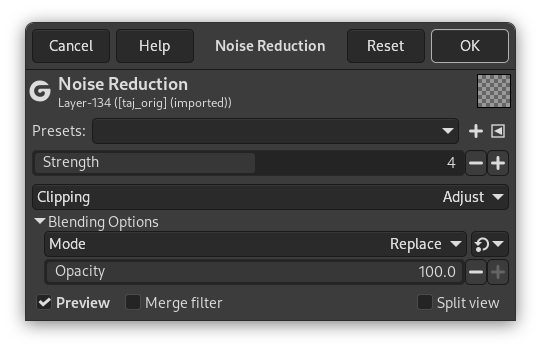 Cancel Help Noise Reduction Reset OK
Noise Reduction
Layer-134 ([taj_orig] (imported))
Presets:
Strength 4
Clipping Adjust
Blending Options
Mode Replace
Opacity 100.0
Preview Merge filter Split view